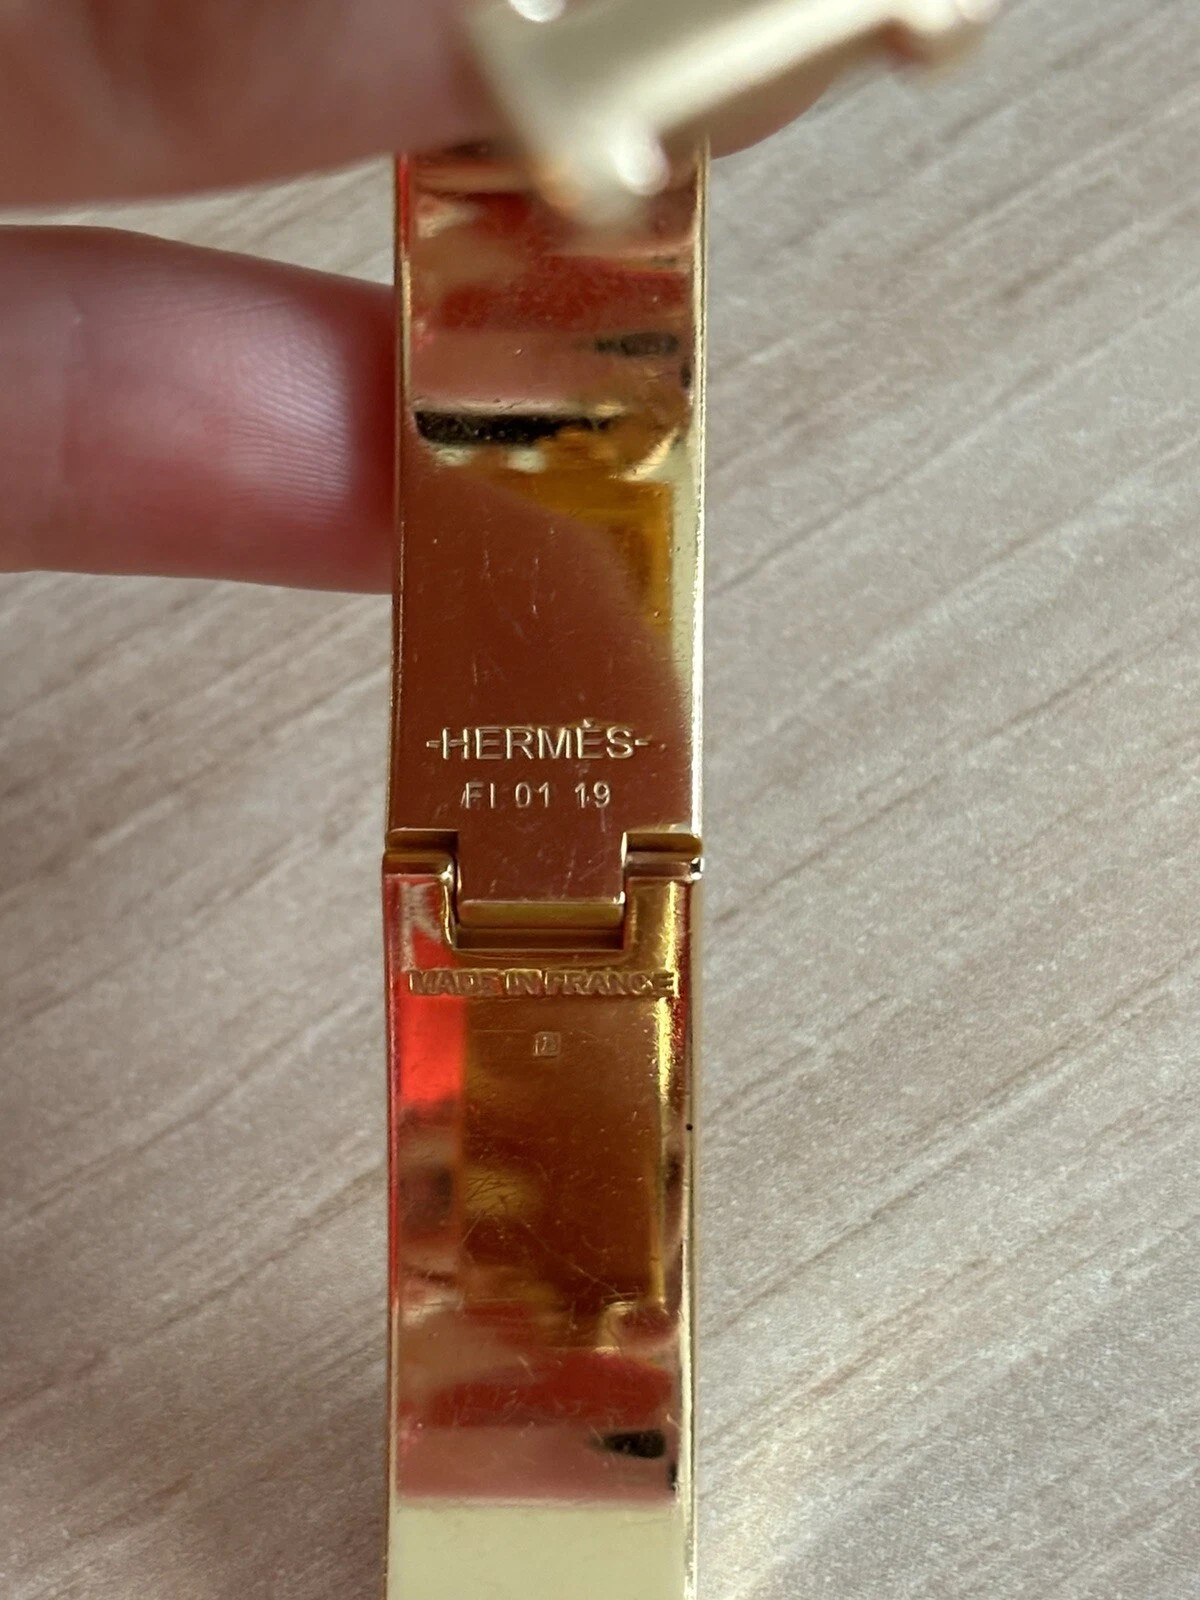 -HERMÈS-
FI 01 19
MADE IN FRANCE